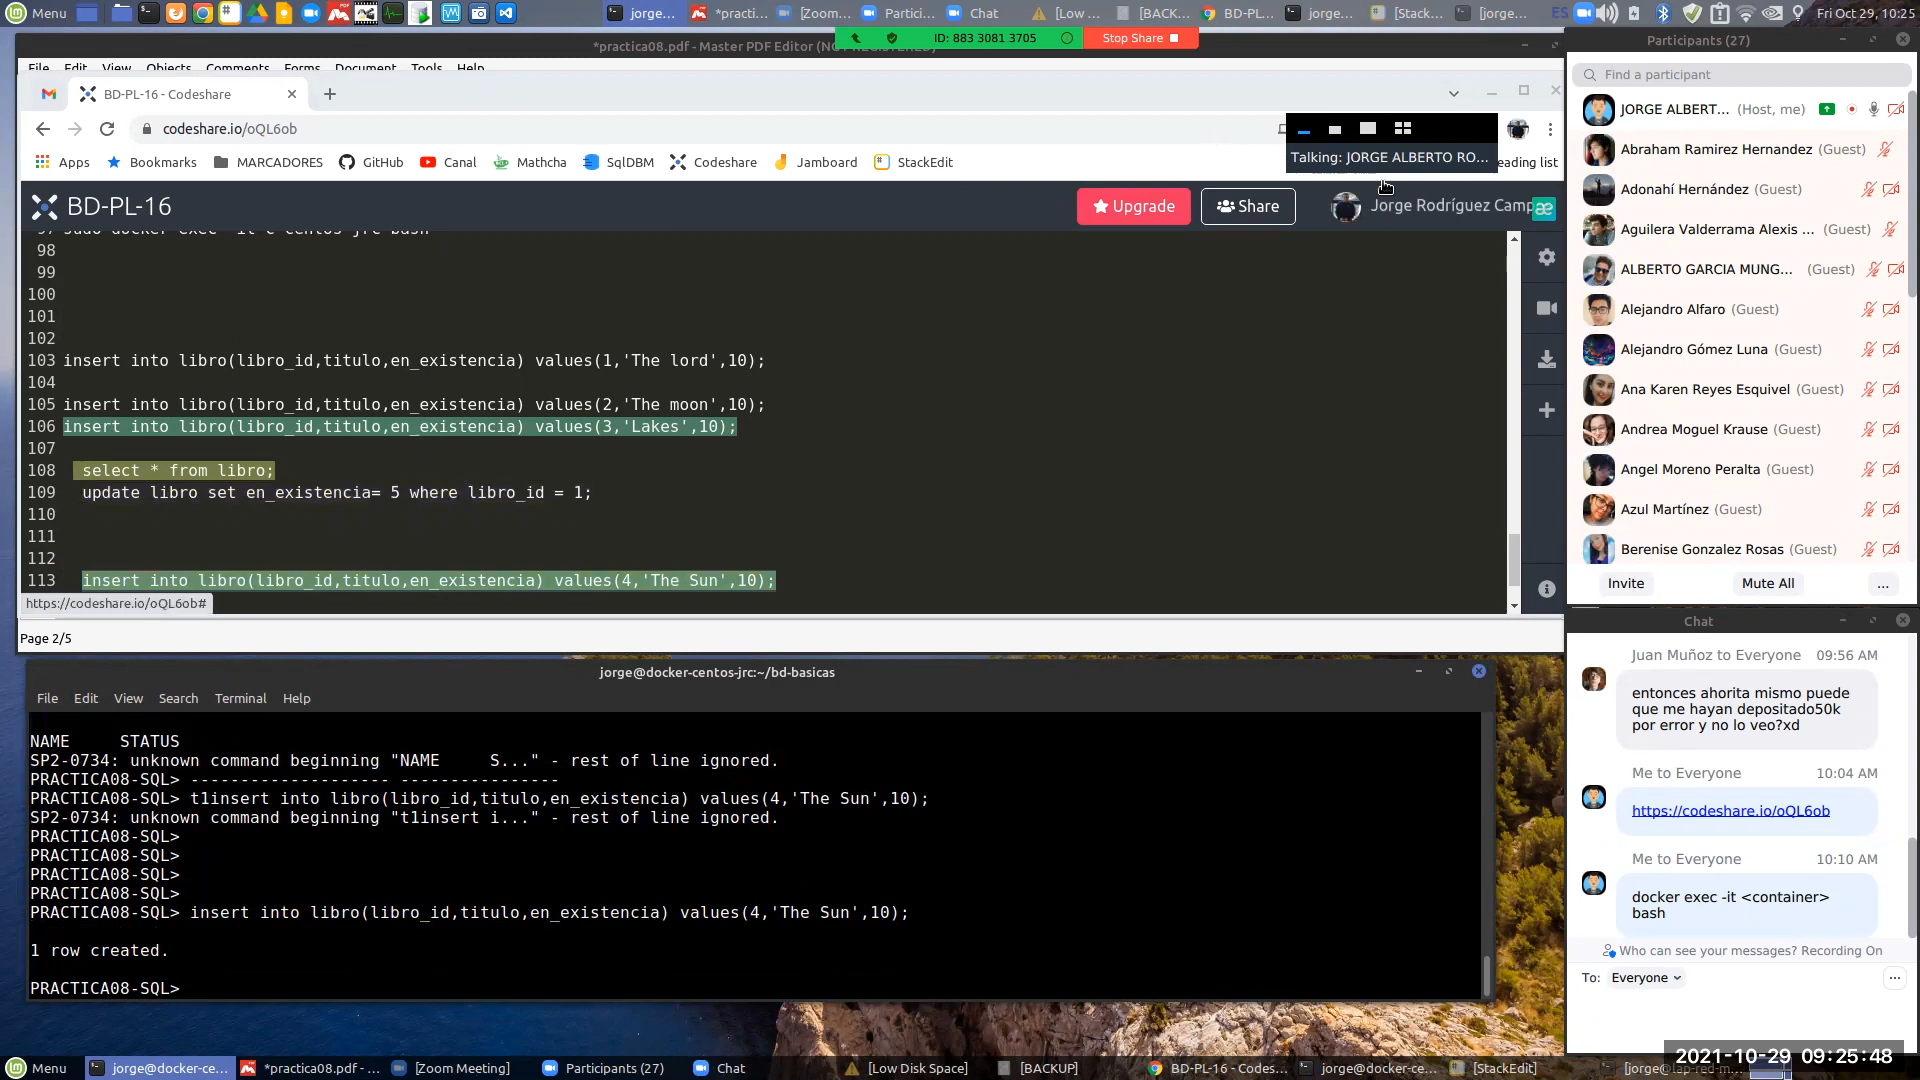 Menu
jorge...
*practi...
[Zoom...
Partici...
Chat
[Low ...
[BACK...
BD-PL...
jorge...
[Stack...
[jorge...
ES
Fri Oct 29, 10:25
*practica08.pdf - Master PDF Editor (NOT REGISTERED)
ID: 883 3081 3705
Stop Share
File Edit View Objects Comments Forms Document Tools Help
BD-PL-16 - Codeshare
codeshare.io/oQL6ob
Talking: JORGE ALBERTO RO...
Apps
Bookmarks
MARCADORES
GitHub
Canal
Mathcha
SqlDBM
Codeshare
Jamboard
StackEdit
eading list
BD-PL-16
Upgrade
Share
Jorge Rodríguez Camp
97 sudo docker exec -it c-centos-jrc bash
98
99
100
101
102
103 insert into libro(libro_id,titulo,en_existencia) values(1,'The lord',10);
104
105 insert into libro(libro_id,titulo,en_existencia) values(2,'The moon',10);
106 insert into libro(libro_id,titulo,en_existencia) values(3,'Lakes',10);
107
108 select * from libro;
109 update libro set en_existencia= 5 where libro_id = 1;
110
111
112
113 insert into libro(libro_id,titulo,en_existencia) values(4,'The Sun',10);
https://codeshare.io/oQL6ob#
Page 2/5
jorge@docker-centos-jrc:~/bd-basicas
File Edit View Search Terminal Help
NAME STATUS
SP2-0734: unknown command beginning "NAME     S..." - rest of line ignored.
PRACTICA08-SQL> -------------------- ----------------
PRACTICA08-SQL> t1insert into libro(libro_id,titulo,en_existencia) values(4,'The Sun',10);
SP2-0734: unknown command beginning "t1insert i..." - rest of line ignored.
PRACTICA08-SQL>
PRACTICA08-SQL>
PRACTICA08-SQL>
PRACTICA08-SQL>
PRACTICA08-SQL> insert into libro(libro_id,titulo,en_existencia) values(4,'The Sun',10);
1 row created.
PRACTICA08-SQL>
Participants (27)
Find a participant
JORGE ALBERT... (Host, me)
Abraham Ramirez Hernandez (Guest)
Adonahí Hernández (Guest)
Aguilera Valderrama Alexis ... (Guest)
ALBERTO GARCIA MUNG... (Guest)
Alejandro Alfaro (Guest)
Alejandro Gómez Luna (Guest)
Ana Karen Reyes Esquivel (Guest)
Andrea Moguel Krause (Guest)
Angel Moreno Peralta (Guest)
Azul Martínez (Guest)
Berenise Gonzalez Rosas (Guest)
Invite
Mute All
...
Chat
Juan Muñoz to Everyone 09:56 AM
entonces ahorita mismo puede
que me hayan depositado50k
por error y no lo veo?xd
Me to Everyone 10:04 AM
https://codeshare.io/oQL6ob
Me to Everyone 10:10 AM
docker exec -it <container>
bash
Who can see your messages? Recording On
To: Everyone
Menu
jorge@docker-ce...
*practica08.pdf - ...
[Zoom Meeting]
Participants (27)
Chat
[Low Disk Space]
[BACKUP]
BD-PL-16 - Codes...
jorge@docker-ce...
[StackEdit]
[jorge@lap-red-m...
2021-10-29 09:25:48